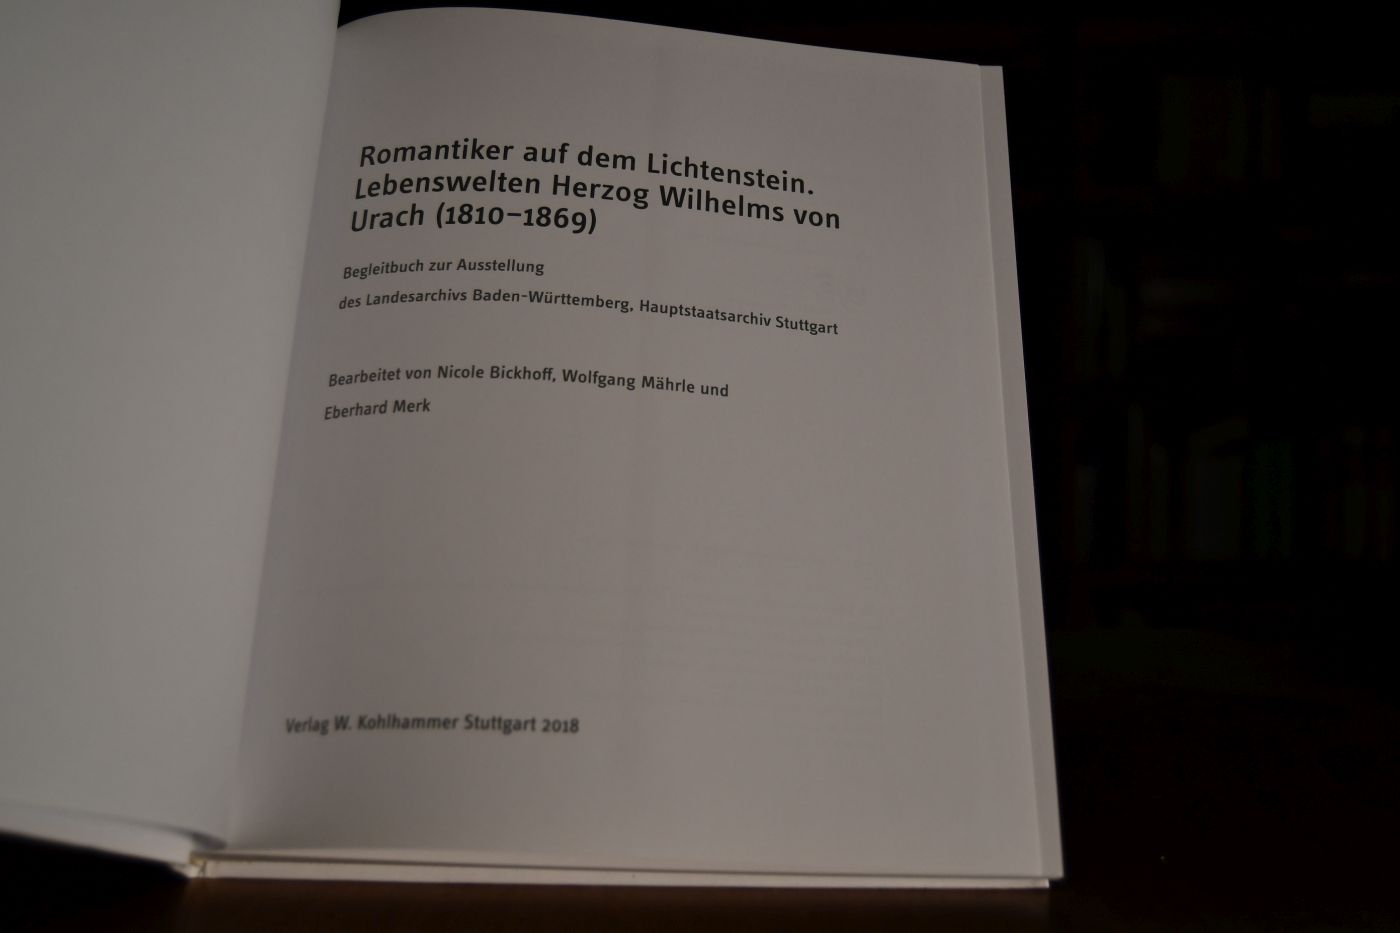 Romantiker auf dem Lichtenstein.
Lebenswelten Herzog Wilhelms von
Urach (1810–1869)
Begleitbuch zur Ausstellung
des Landesarchivs Baden-Württemberg, Hauptstaatsarchiv Stuttgart
Bearbeitet von Nicole Bickhoff, Wolfgang Mährle und
Eberhard Merk
Verlag W. Kohlhammer Stuttgart 2018